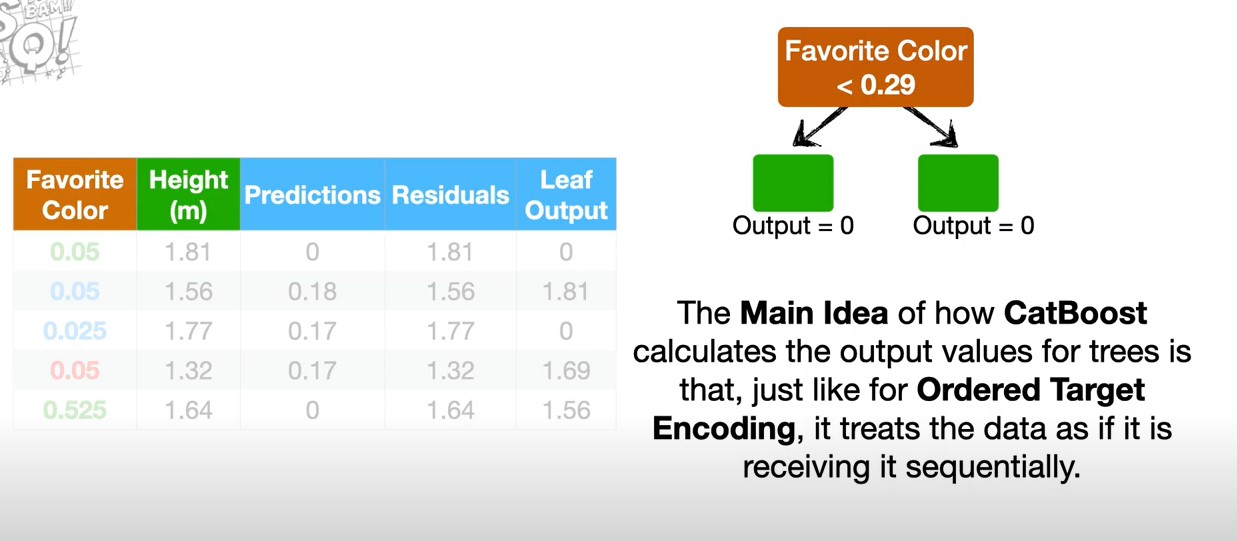 BAM!!
Q!
Favorite Color
< 0.29
Output = 0 Output = 0
Favorite Color Height (m) Predictions Residuals Leaf Output
0.05 1.81 0 1.81 0
0.05 1.56 0.18 1.56 1.81
0.025 1.77 0.17 1.77 0
0.05 1.32 0.17 1.32 1.69
0.525 1.64 0 1.64 1.56
The Main Idea of how CatBoost
calculates the output values for trees is
that, just like for Ordered Target
Encoding, it treats the data as if it is
receiving it sequentially.